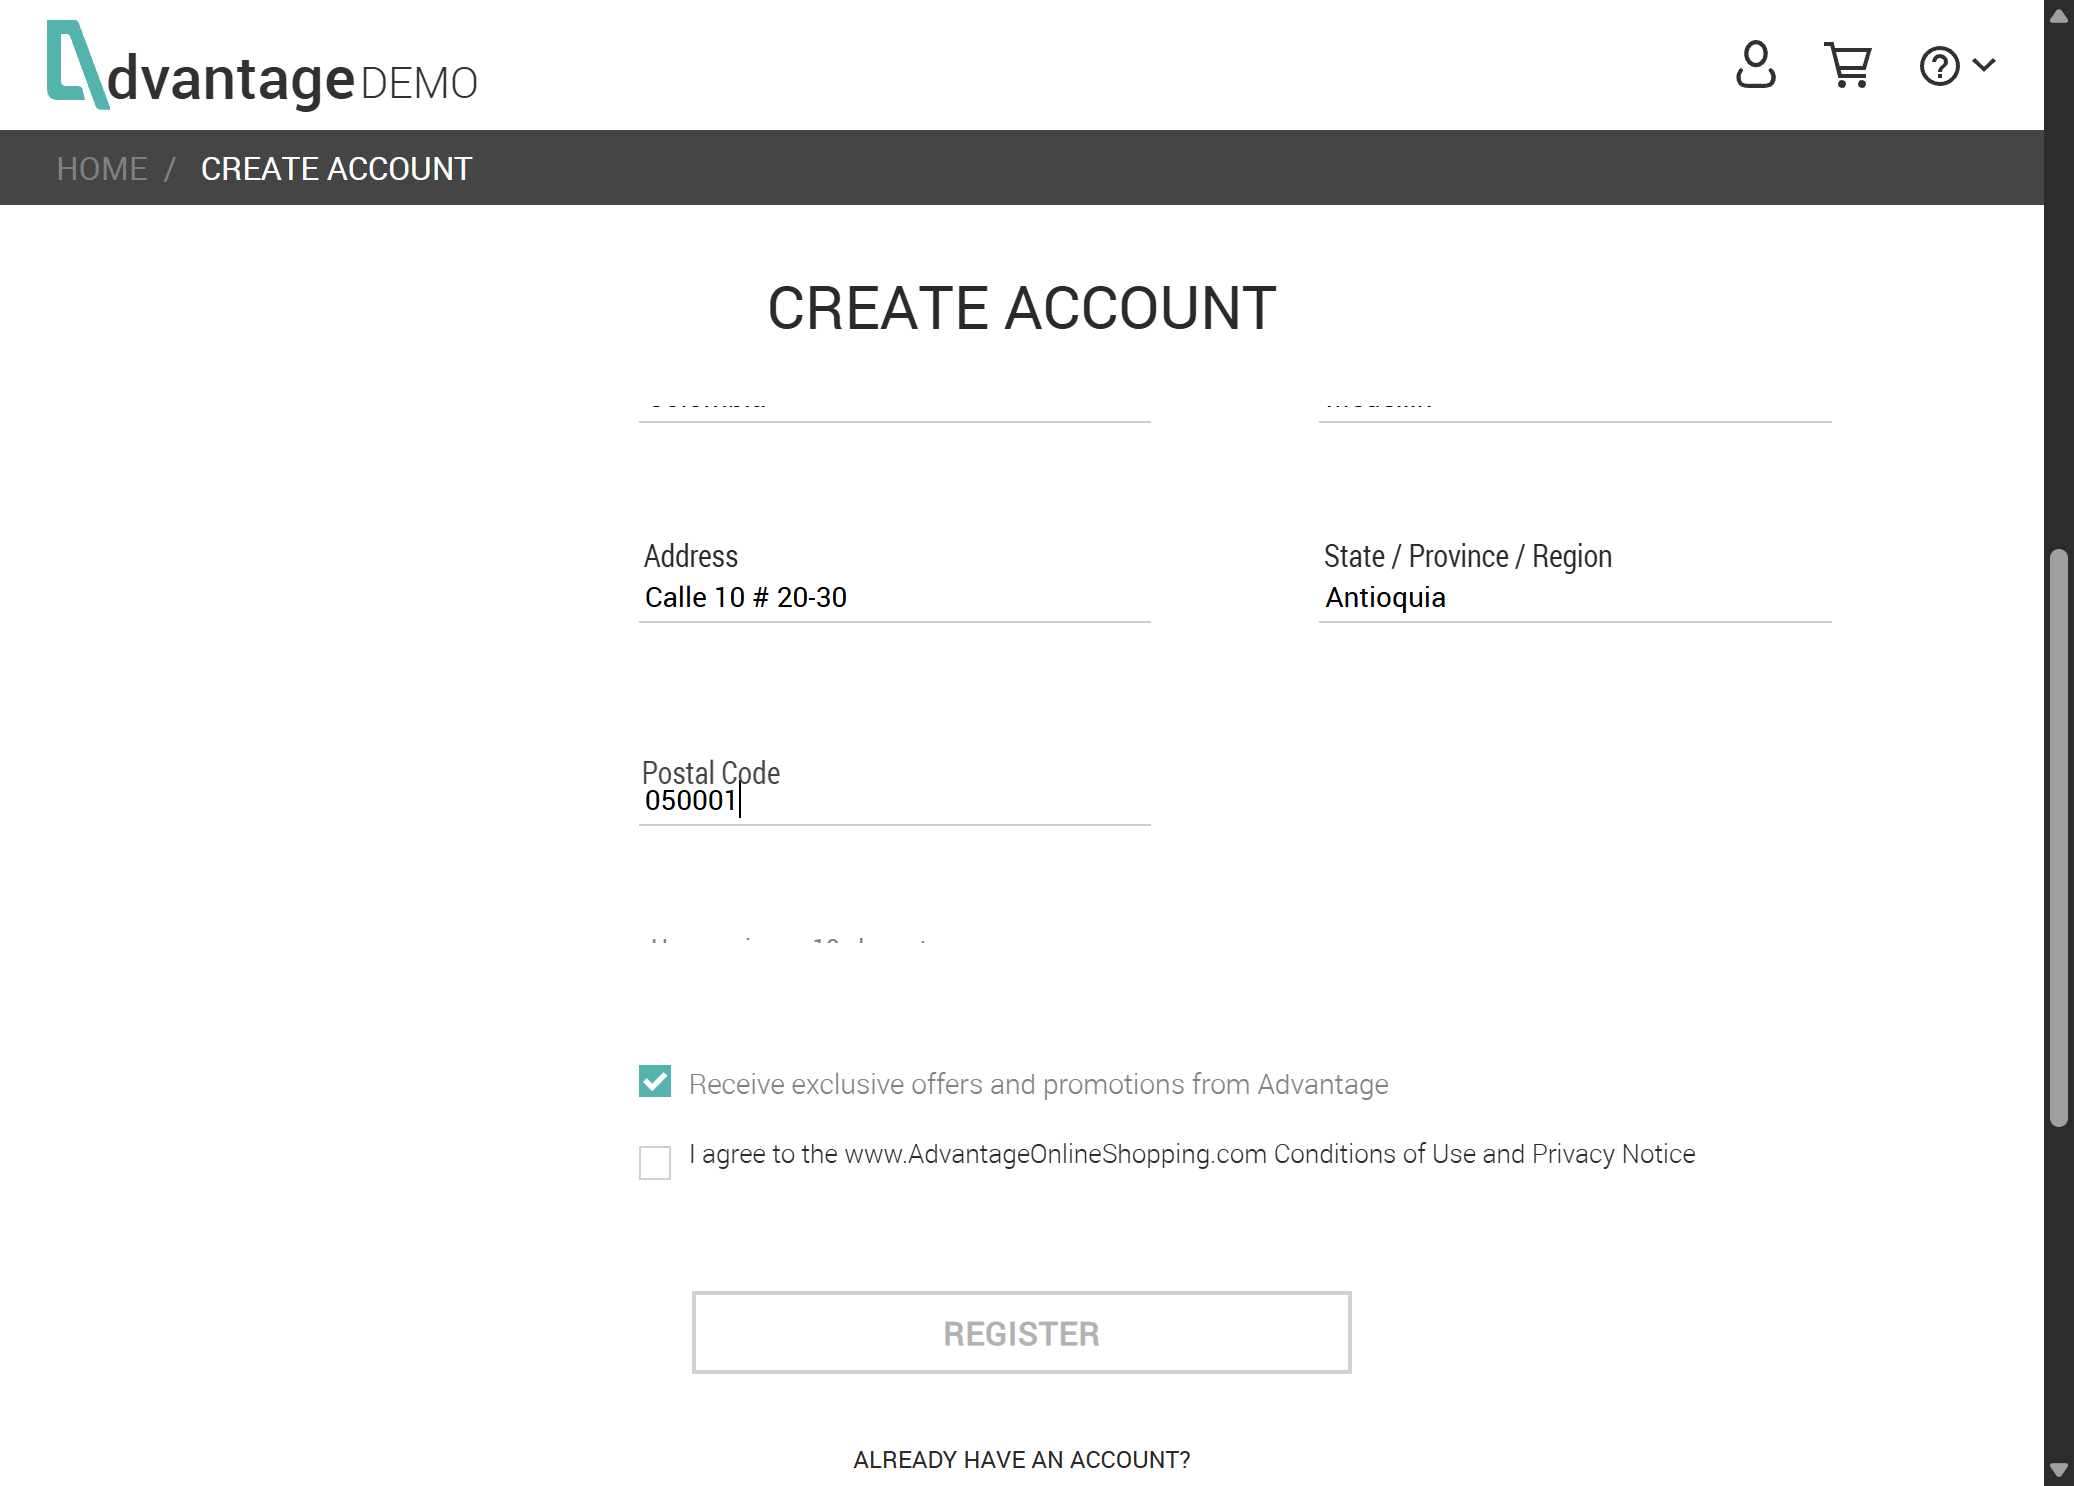 dvantage DEMO
HOME / CREATE ACCOUNT
CREATE ACCOUNT
Address
Calle 10 # 20-30
State / Province / Region
Antioquia
Postal Code
050001
Receive exclusive offers and promotions from Advantage
I agree to the www.AdvantageOnlineShopping.com Conditions of Use and Privacy Notice
REGISTER
ALREADY HAVE AN ACCOUNT?